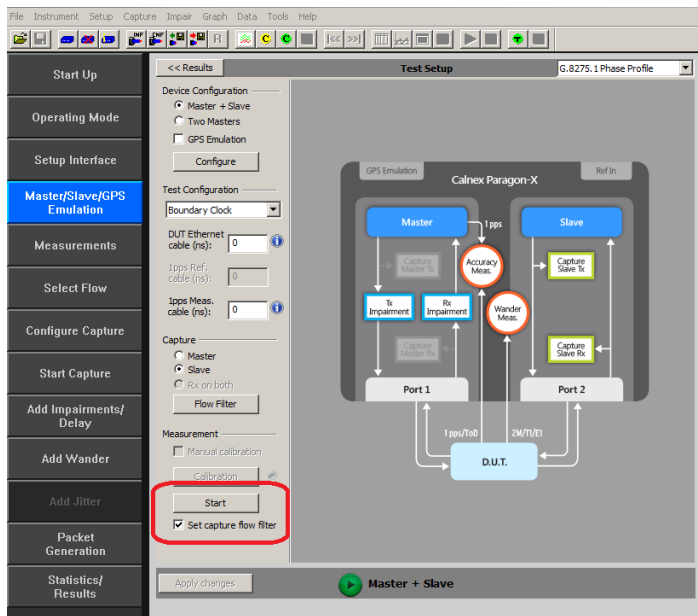 File Instrument Setup Capture Impair Graph Data Tools Help
INF INF R C C
<< Results Test Setup G.8275.1 Phase Profile
Start Up
Operating Mode
Setup Interface
Master/Slave/GPS
Emulation
Measurements
Select Flow
Configure Capture
Start Capture
Add Impairments/
Delay
Add Wander
Add Jitter
Packet
Generation
Statistics/
Results
Device Configuration
Master + Slave
Two Masters
GPS Emulation
Configure
Test Configuration
Boundary Clock
DUT Ethernet
cable (ns): 0
1pps Ref.
cable (ns): 0
1pps Meas.
cable (ns): 0
Capture
Master
Slave
Rx on both
Flow Filter
Measurement
Manual calibration
Calibration
Start
Set capture flow filter
GPS Emulation Ref In
Calnex Paragon-X
Master 1 pps Slave
Capture
Master Tx
Accuracy
Meas.
Capture
Slave Tx
Tx
Impairment
Rx
Impairment
Wander
Meas.
Capture
Master Rx
Capture
Slave Rx
Port 1 Port 2
1 pps/ToD 2M/T1/E1
D.U.T.
Apply changes Master + Slave